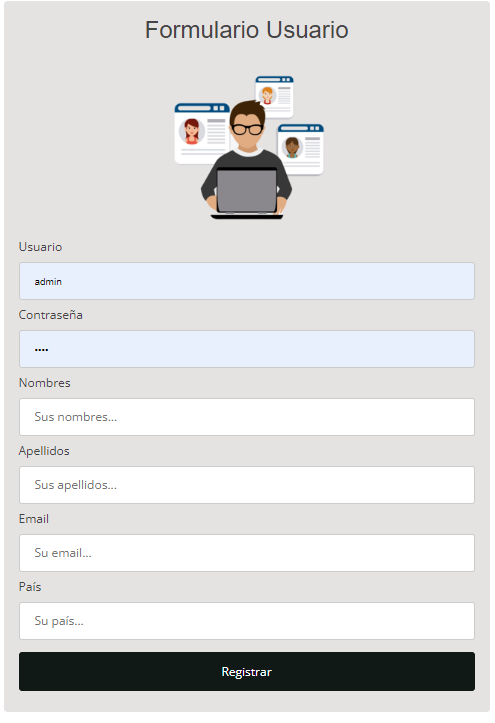 Formulario Usuario
Usuario
admin
Contraseña
····
Nombres
Sus nombres...
Apellidos
Sus apellidos...
Email
Su email...
País
Su país...
Registrar